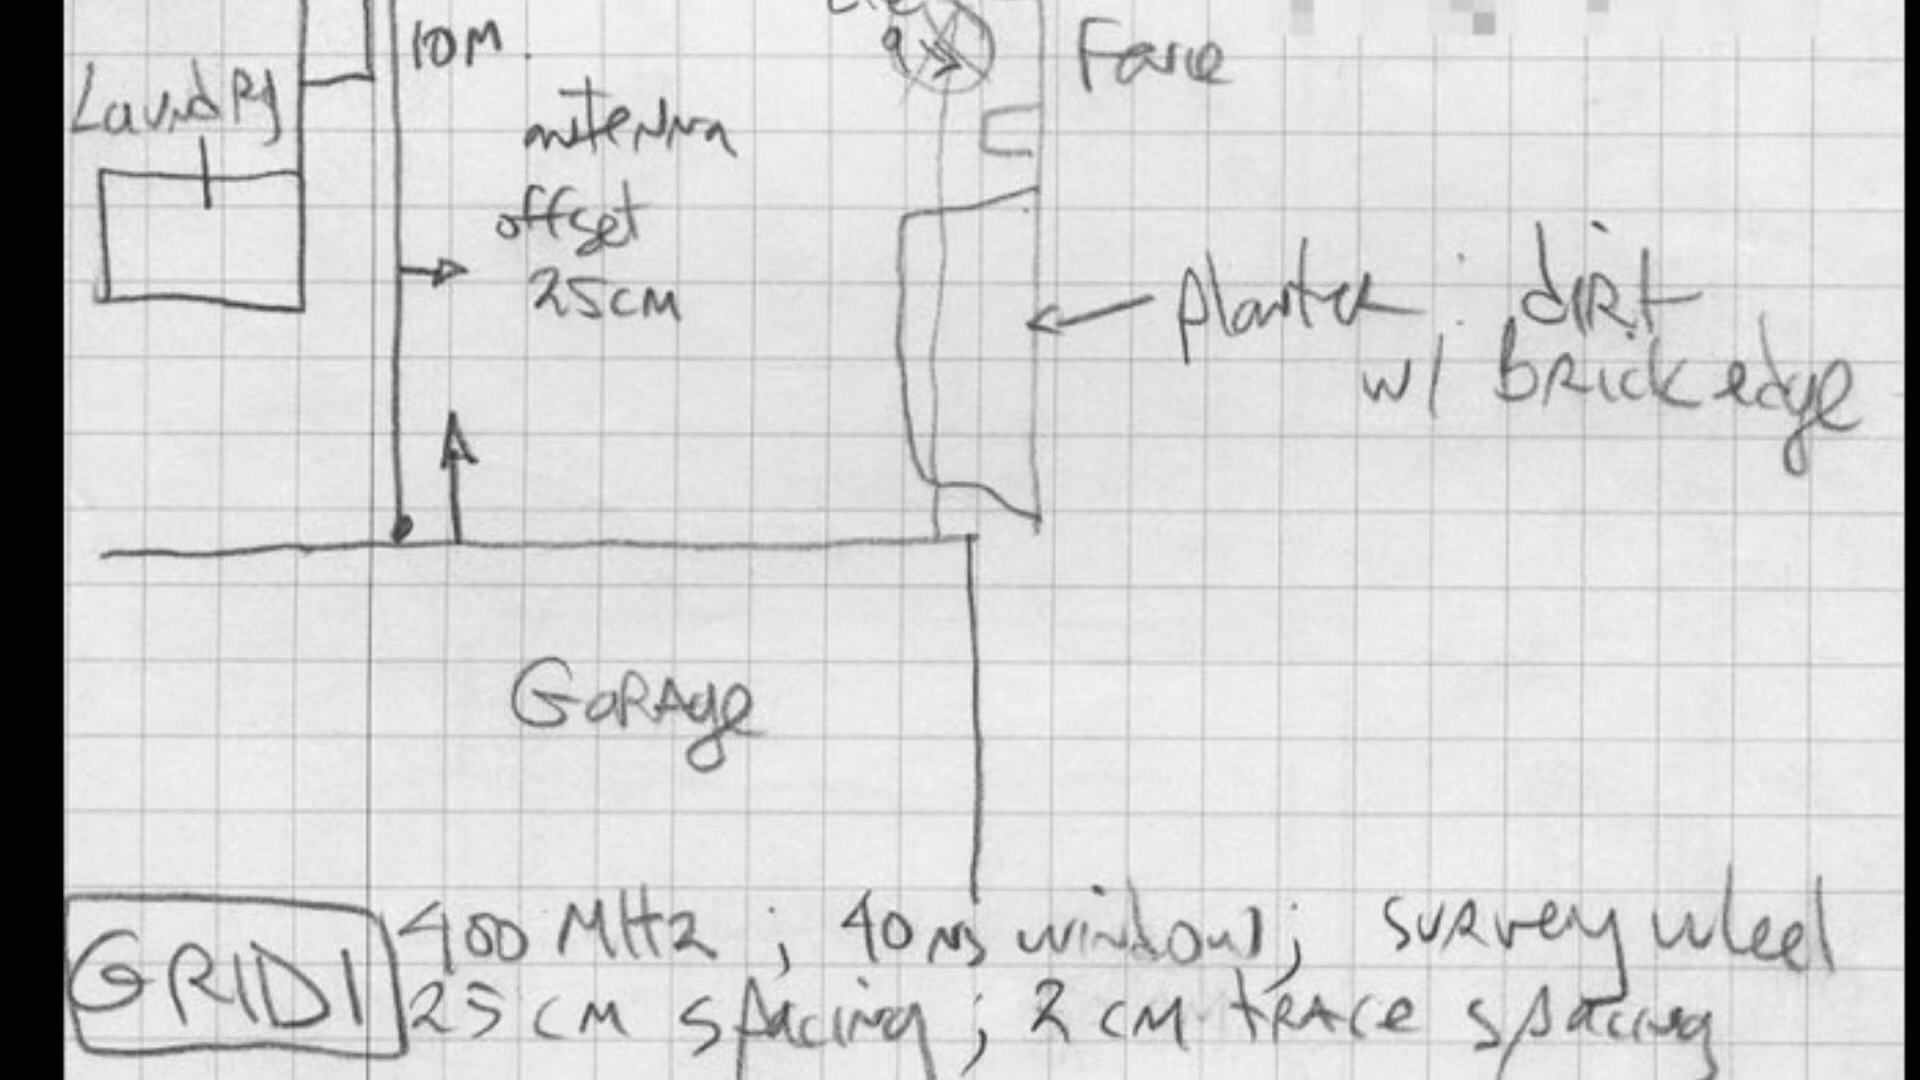 10M
Fence
Laundry
antenna
offset
25cm
planter : dirt
w/ brick edge
Garage
GRID1
400 MHz ; 40 ns window; survey wheel
25 cm spacing; 2 cm trace spacing